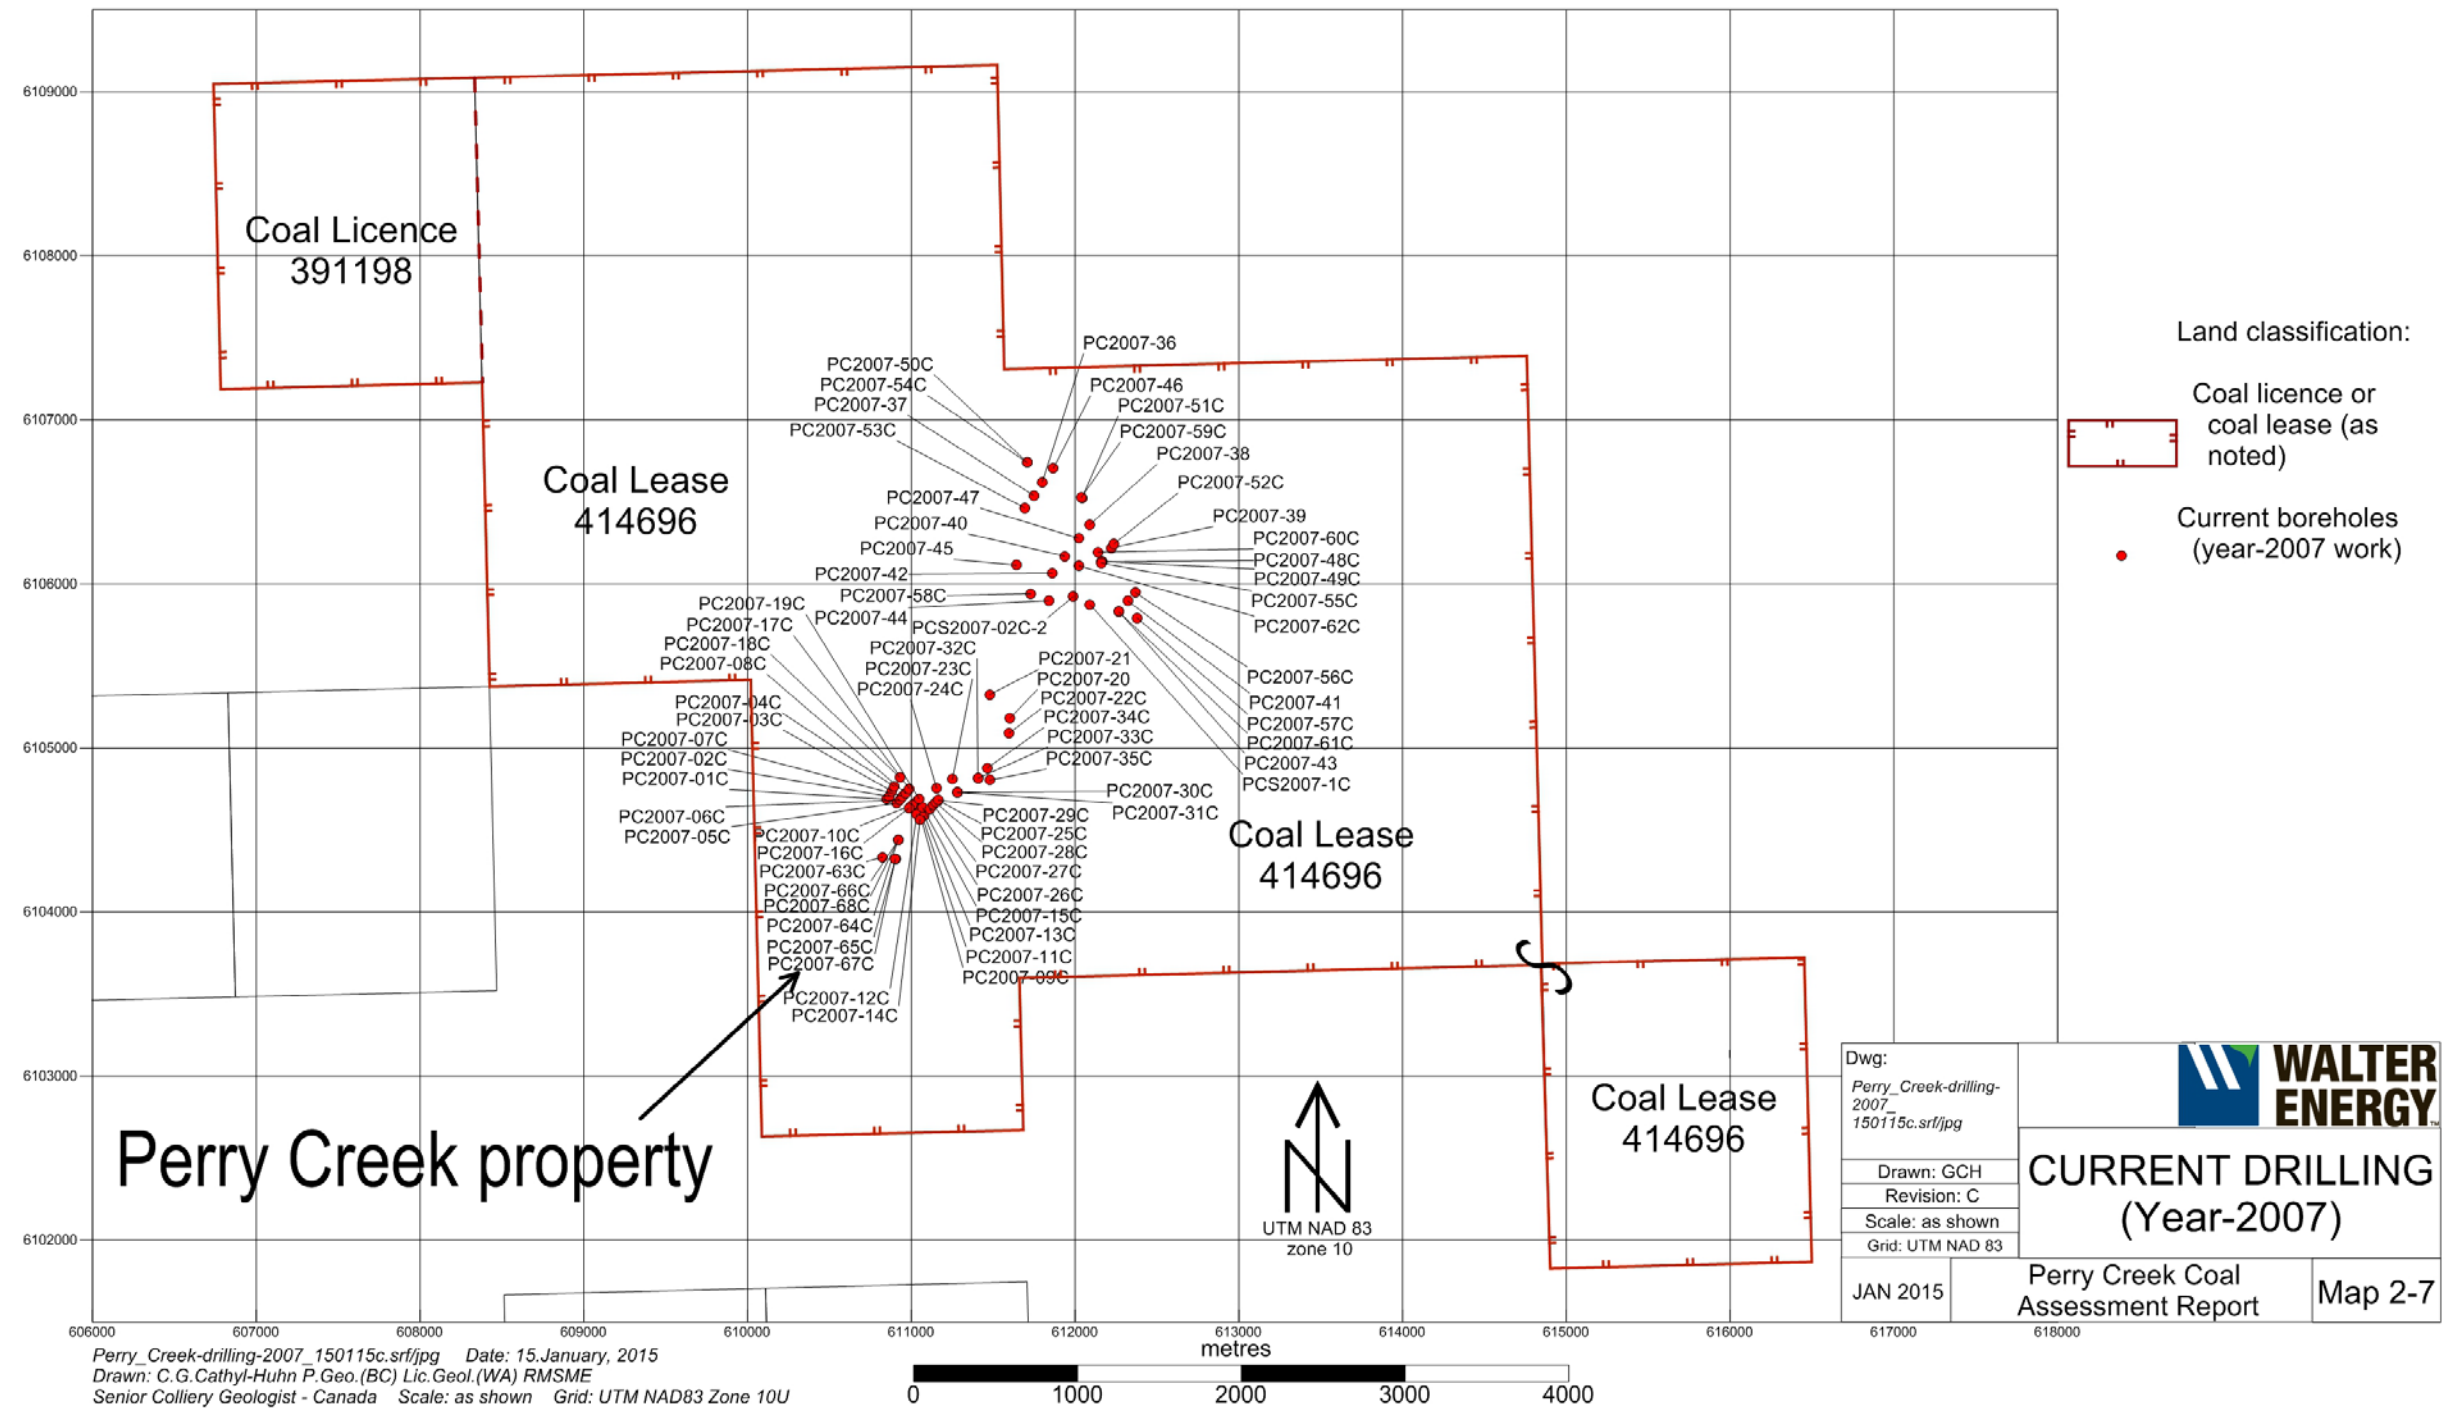 6109000
6108000
6107000
6106000
6105000
6104000
6103000
6102000
606000
607000
608000
609000
610000
611000
612000
613000
614000
615000
616000
617000
618000
metres
Coal Licence
391198
Coal Lease
414696
PC2007-36
PC2007-50C
PC2007-54C
PC2007-37
PC2007-53C
PC2007-46
PC2007-51C
PC2007-59C
PC2007-38
PC2007-52C
PC2007-47
PC2007-40
PC2007-45
PC2007-42
PC2007-58C
PC2007-44
PCS2007-02C-2
PC2007-39
PC2007-60C
PC2007-48C
PC2007-49C
PC2007-55C
PC2007-62C
PC2007-56C
PC2007-41
PC2007-57C
PC2007-61C
PC2007-43
PCS2007-1C
PC2007-19C
PC2007-17C
PC2007-18C
PC2007-08C
PC2007-04C
PC2007-03C
PC2007-07C
PC2007-02C
PC2007-01C
PC2007-06C
PC2007-05C
PC2007-32C
PC2007-23C
PC2007-24C
PC2007-21
PC2007-20
PC2007-22C
PC2007-34C
PC2007-33C
PC2007-35C
PC2007-30C
PC2007-31C
PC2007-29C
PC2007-25C
PC2007-28C
PC2007-27C
PC2007-26C
PC2007-15C
PC2007-13C
PC2007-11C
PC2007-09C
PC2007-10C
PC2007-16C
PC2007-63C
PC2007-66C
PC2007-68C
PC2007-64C
PC2007-65C
PC2007-67C
PC2007-12C
PC2007-14C
Coal Lease
414696
Coal Lease
414696
Perry Creek property
N
UTM NAD 83
zone 10
Land classification:
Coal licence or
coal lease (as
noted)
Current boreholes
(year-2007 work)
Dwg:
Perry_Creek-drilling-
2007_
150115c.srf/jpg
Drawn: GCH
Revision: C
Scale: as shown
Grid: UTM NAD 83
JAN 2015
WALTER
ENERGY™
CURRENT DRILLING
(Year-2007)
Perry Creek Coal
Assessment Report
Map 2-7
Perry_Creek-drilling-2007_150115c.srf/jpg Date: 15.January, 2015
Drawn: C.G.Cathyl-Huhn P.Geo.(BC) Lic.Geol.(WA) RMSME
Senior Colliery Geologist - Canada Scale: as shown Grid: UTM NAD83 Zone 10U
0 1000 2000 3000 4000